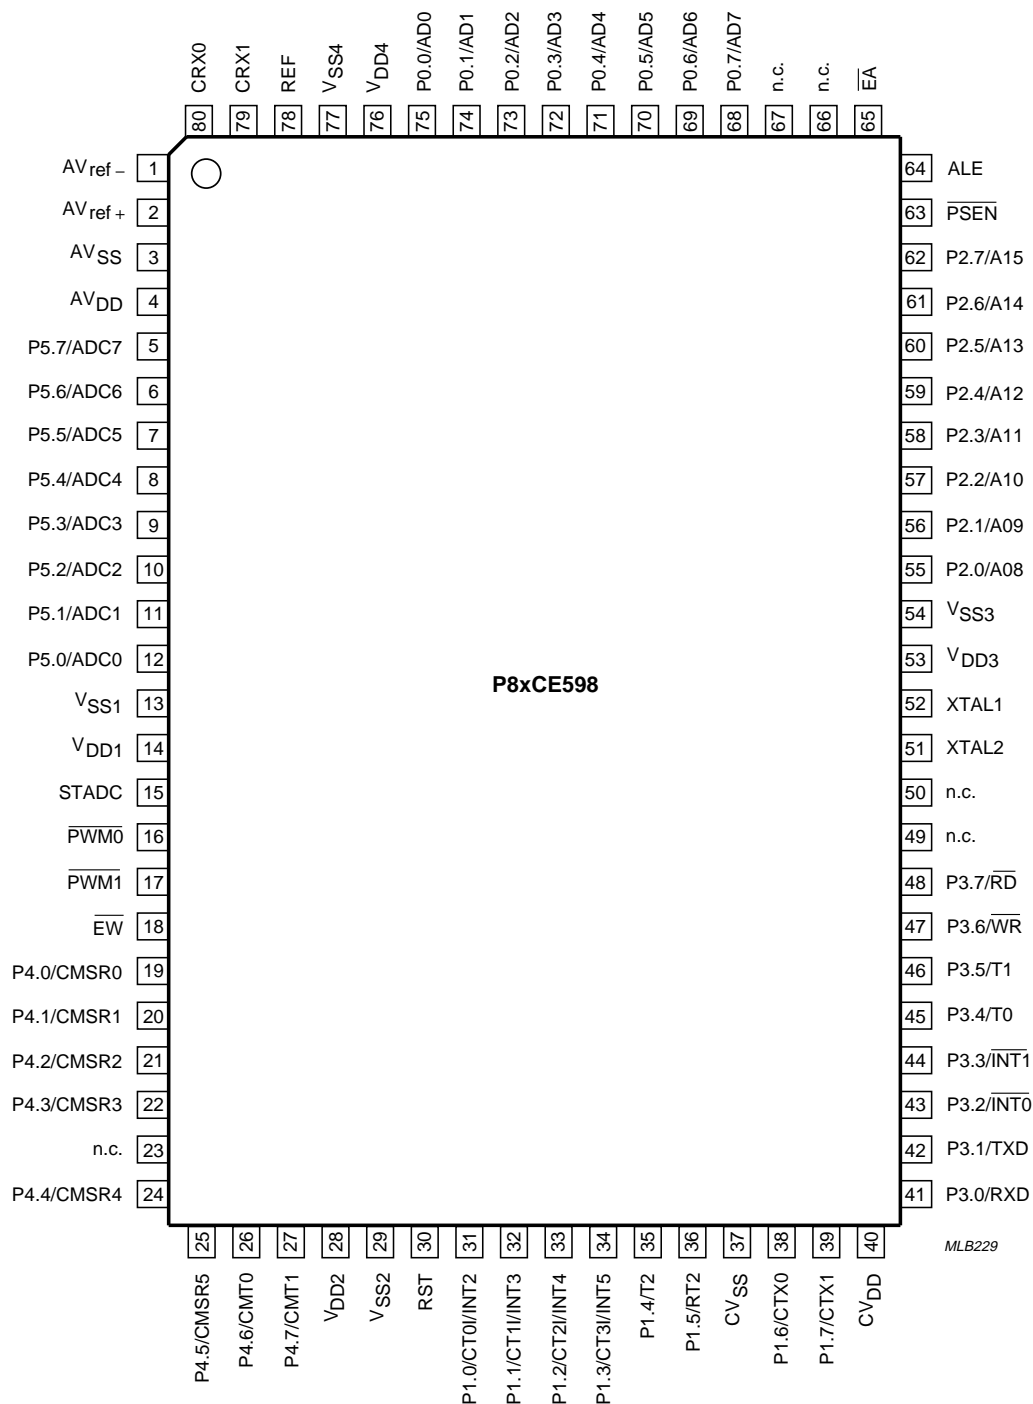 CRX0
CRX1
REF
VSS4
VDD4
P0.0/AD0
P0.1/AD1
P0.2/AD2
P0.3/AD3
P0.4/AD4
P0.5/AD5
P0.6/AD6
P0.7/AD7
n.c.
n.c.
EA
80
79
78
77
76
75
74
73
72
71
70
69
68
67
66
65
AVref – 1
AVref + 2
AVSS 3
AVDD 4
P5.7/ADC7 5
P5.6/ADC6 6
P5.5/ADC5 7
P5.4/ADC4 8
P5.3/ADC3 9
P5.2/ADC2 10
P5.1/ADC1 11
P5.0/ADC0 12
VSS1 13
VDD1 14
STADC 15
PWM0 16
PWM1 17
EW 18
P4.0/CMSR0 19
P4.1/CMSR1 20
P4.2/CMSR2 21
P4.3/CMSR3 22
n.c. 23
P4.4/CMSR4 24
P8xCE598
64 ALE
63 PSEN
62 P2.7/A15
61 P2.6/A14
60 P2.5/A13
59 P2.4/A12
58 P2.3/A11
57 P2.2/A10
56 P2.1/A09
55 P2.0/A08
54 VSS3
53 VDD3
52 XTAL1
51 XTAL2
50 n.c.
49 n.c.
48 P3.7/RD
47 P3.6/WR
46 P3.5/T1
45 P3.4/T0
44 P3.3/INT1
43 P3.2/INT0
42 P3.1/TXD
41 P3.0/RXD
25
26
27
28
29
30
31
32
33
34
35
36
37
38
39
40
MLB229
P4.5/CMSR5
P4.6/CMT0
P4.7/CMT1
VDD2
VSS2
RST
P1.0/CT0I/INT2
P1.1/CT1I/INT3
P1.2/CT2I/INT4
P1.3/CT3I/INT5
P1.4/T2
P1.5/RT2
CVSS
P1.6/CTX0
P1.7/CTX1
CVDD